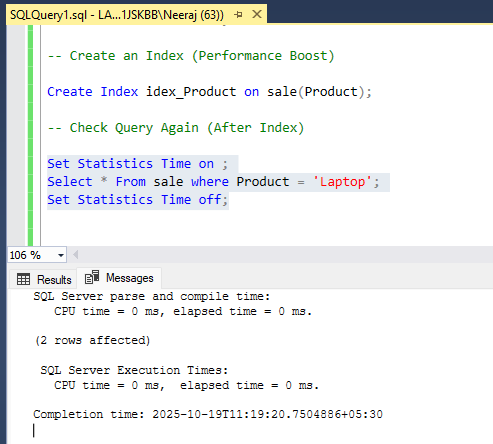 SQLQuery1.sql - LA...1JSKBB\Neeraj (63))
-- Create an Index (Performance Boost)
Create Index idex_Product on sale(Product);
-- Check Query Again (After Index)
Set Statistics Time on ;
Select * From sale where Product = 'Laptop';
Set Statistics Time off;
106 %
Results Messages
SQL Server parse and compile time:
CPU time = 0 ms, elapsed time = 0 ms.
(2 rows affected)
SQL Server Execution Times:
CPU time = 0 ms,  elapsed time = 0 ms.
Completion time: 2025-10-19T11:19:20.7504886+05:30